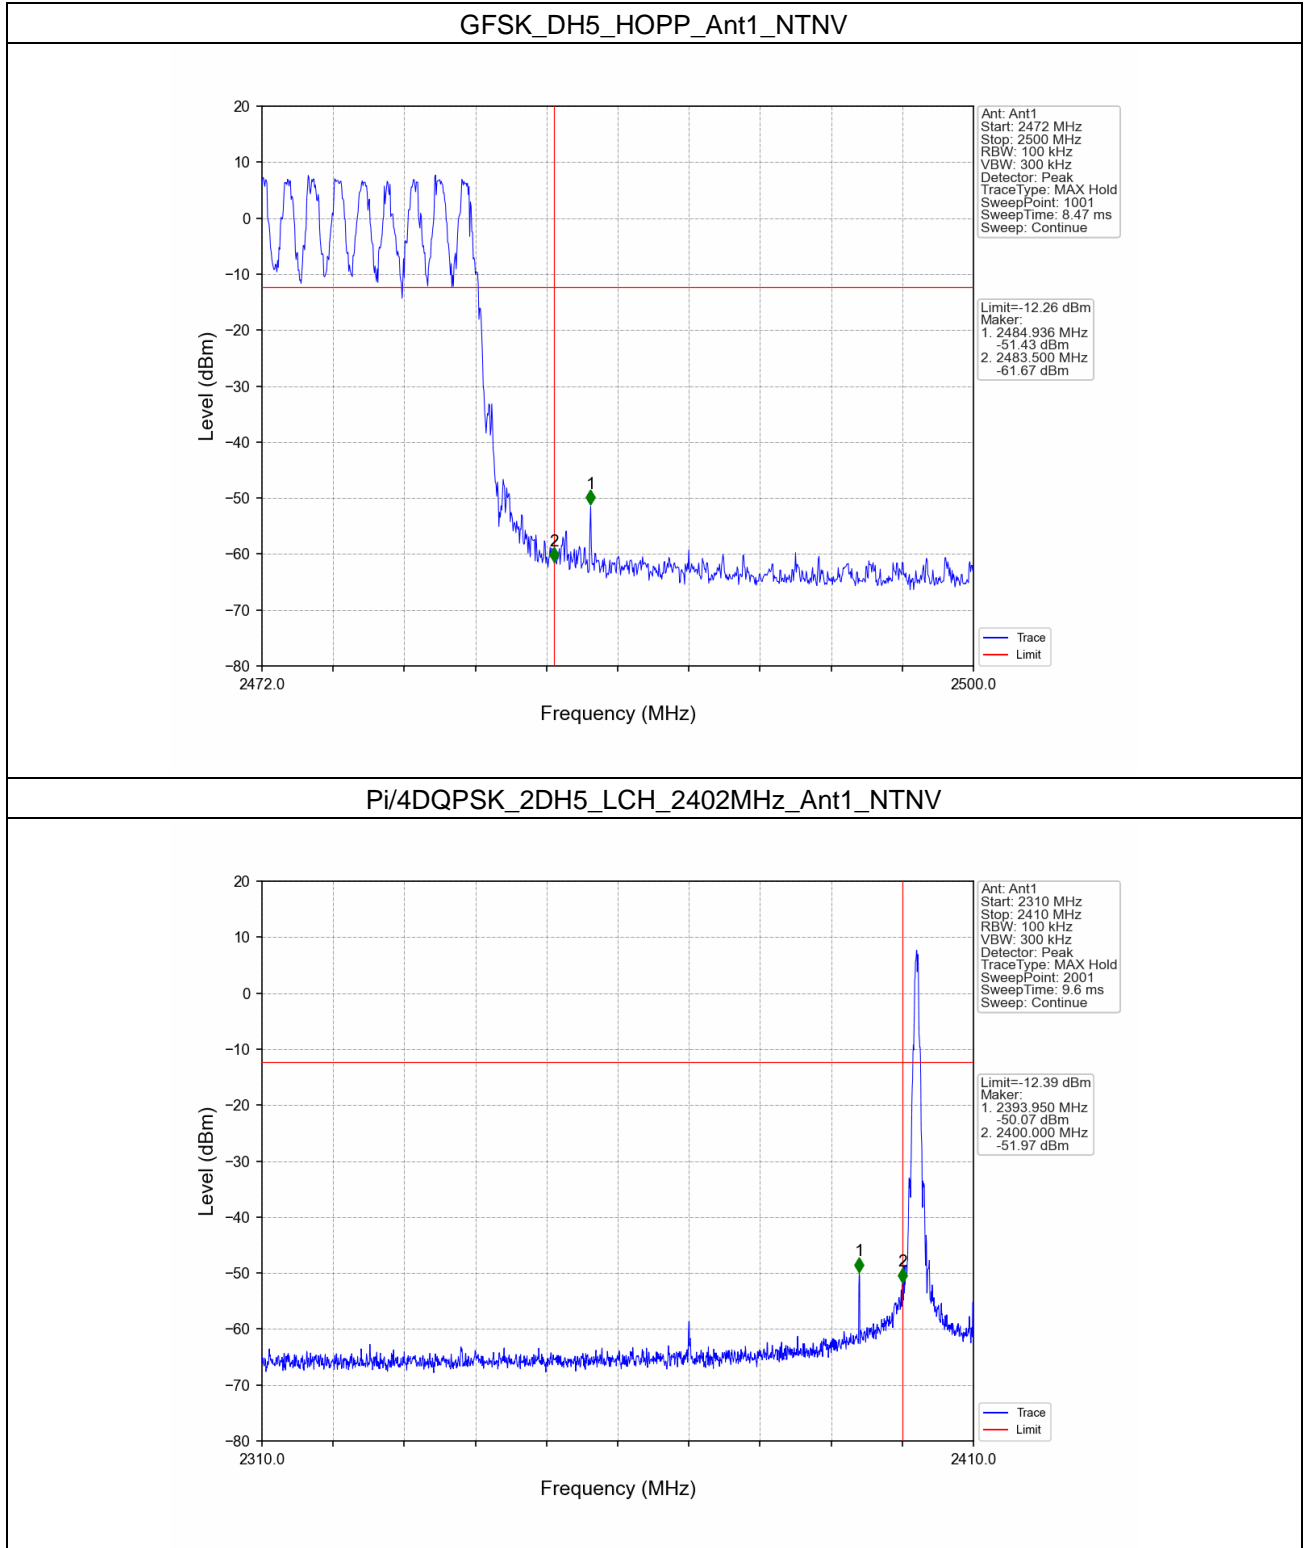 GFSK_DH5_HOPP_Ant1_NTNV
20
10
0
−10
−20
−30
−40
−50
−60
−70
−80
Level (dBm)
2472.0
2500.0
Frequency (MHz)
1
2
Ant: Ant1
Start: 2472 MHz
Stop: 2500 MHz
RBW: 100 kHz
VBW: 300 kHz
Detector: Peak
TraceType: MAX Hold
SweepPoint: 1001
SweepTime: 8.47 ms
Sweep: Continue
Limit=-12.26 dBm
Maker:
1. 2484.936 MHz
-51.43 dBm
2. 2483.500 MHz
-61.67 dBm
Trace
Limit
Pi/4DQPSK_2DH5_LCH_2402MHz_Ant1_NTNV
20
10
0
−10
−20
−30
−40
−50
−60
−70
−80
Level (dBm)
2310.0
2410.0
Frequency (MHz)
1
2
Ant: Ant1
Start: 2310 MHz
Stop: 2410 MHz
RBW: 100 kHz
VBW: 300 kHz
Detector: Peak
TraceType: MAX Hold
SweepPoint: 2001
SweepTime: 9.6 ms
Sweep: Continue
Limit=-12.39 dBm
Maker:
1. 2393.950 MHz
-50.07 dBm
2. 2400.000 MHz
-51.97 dBm
Trace
Limit